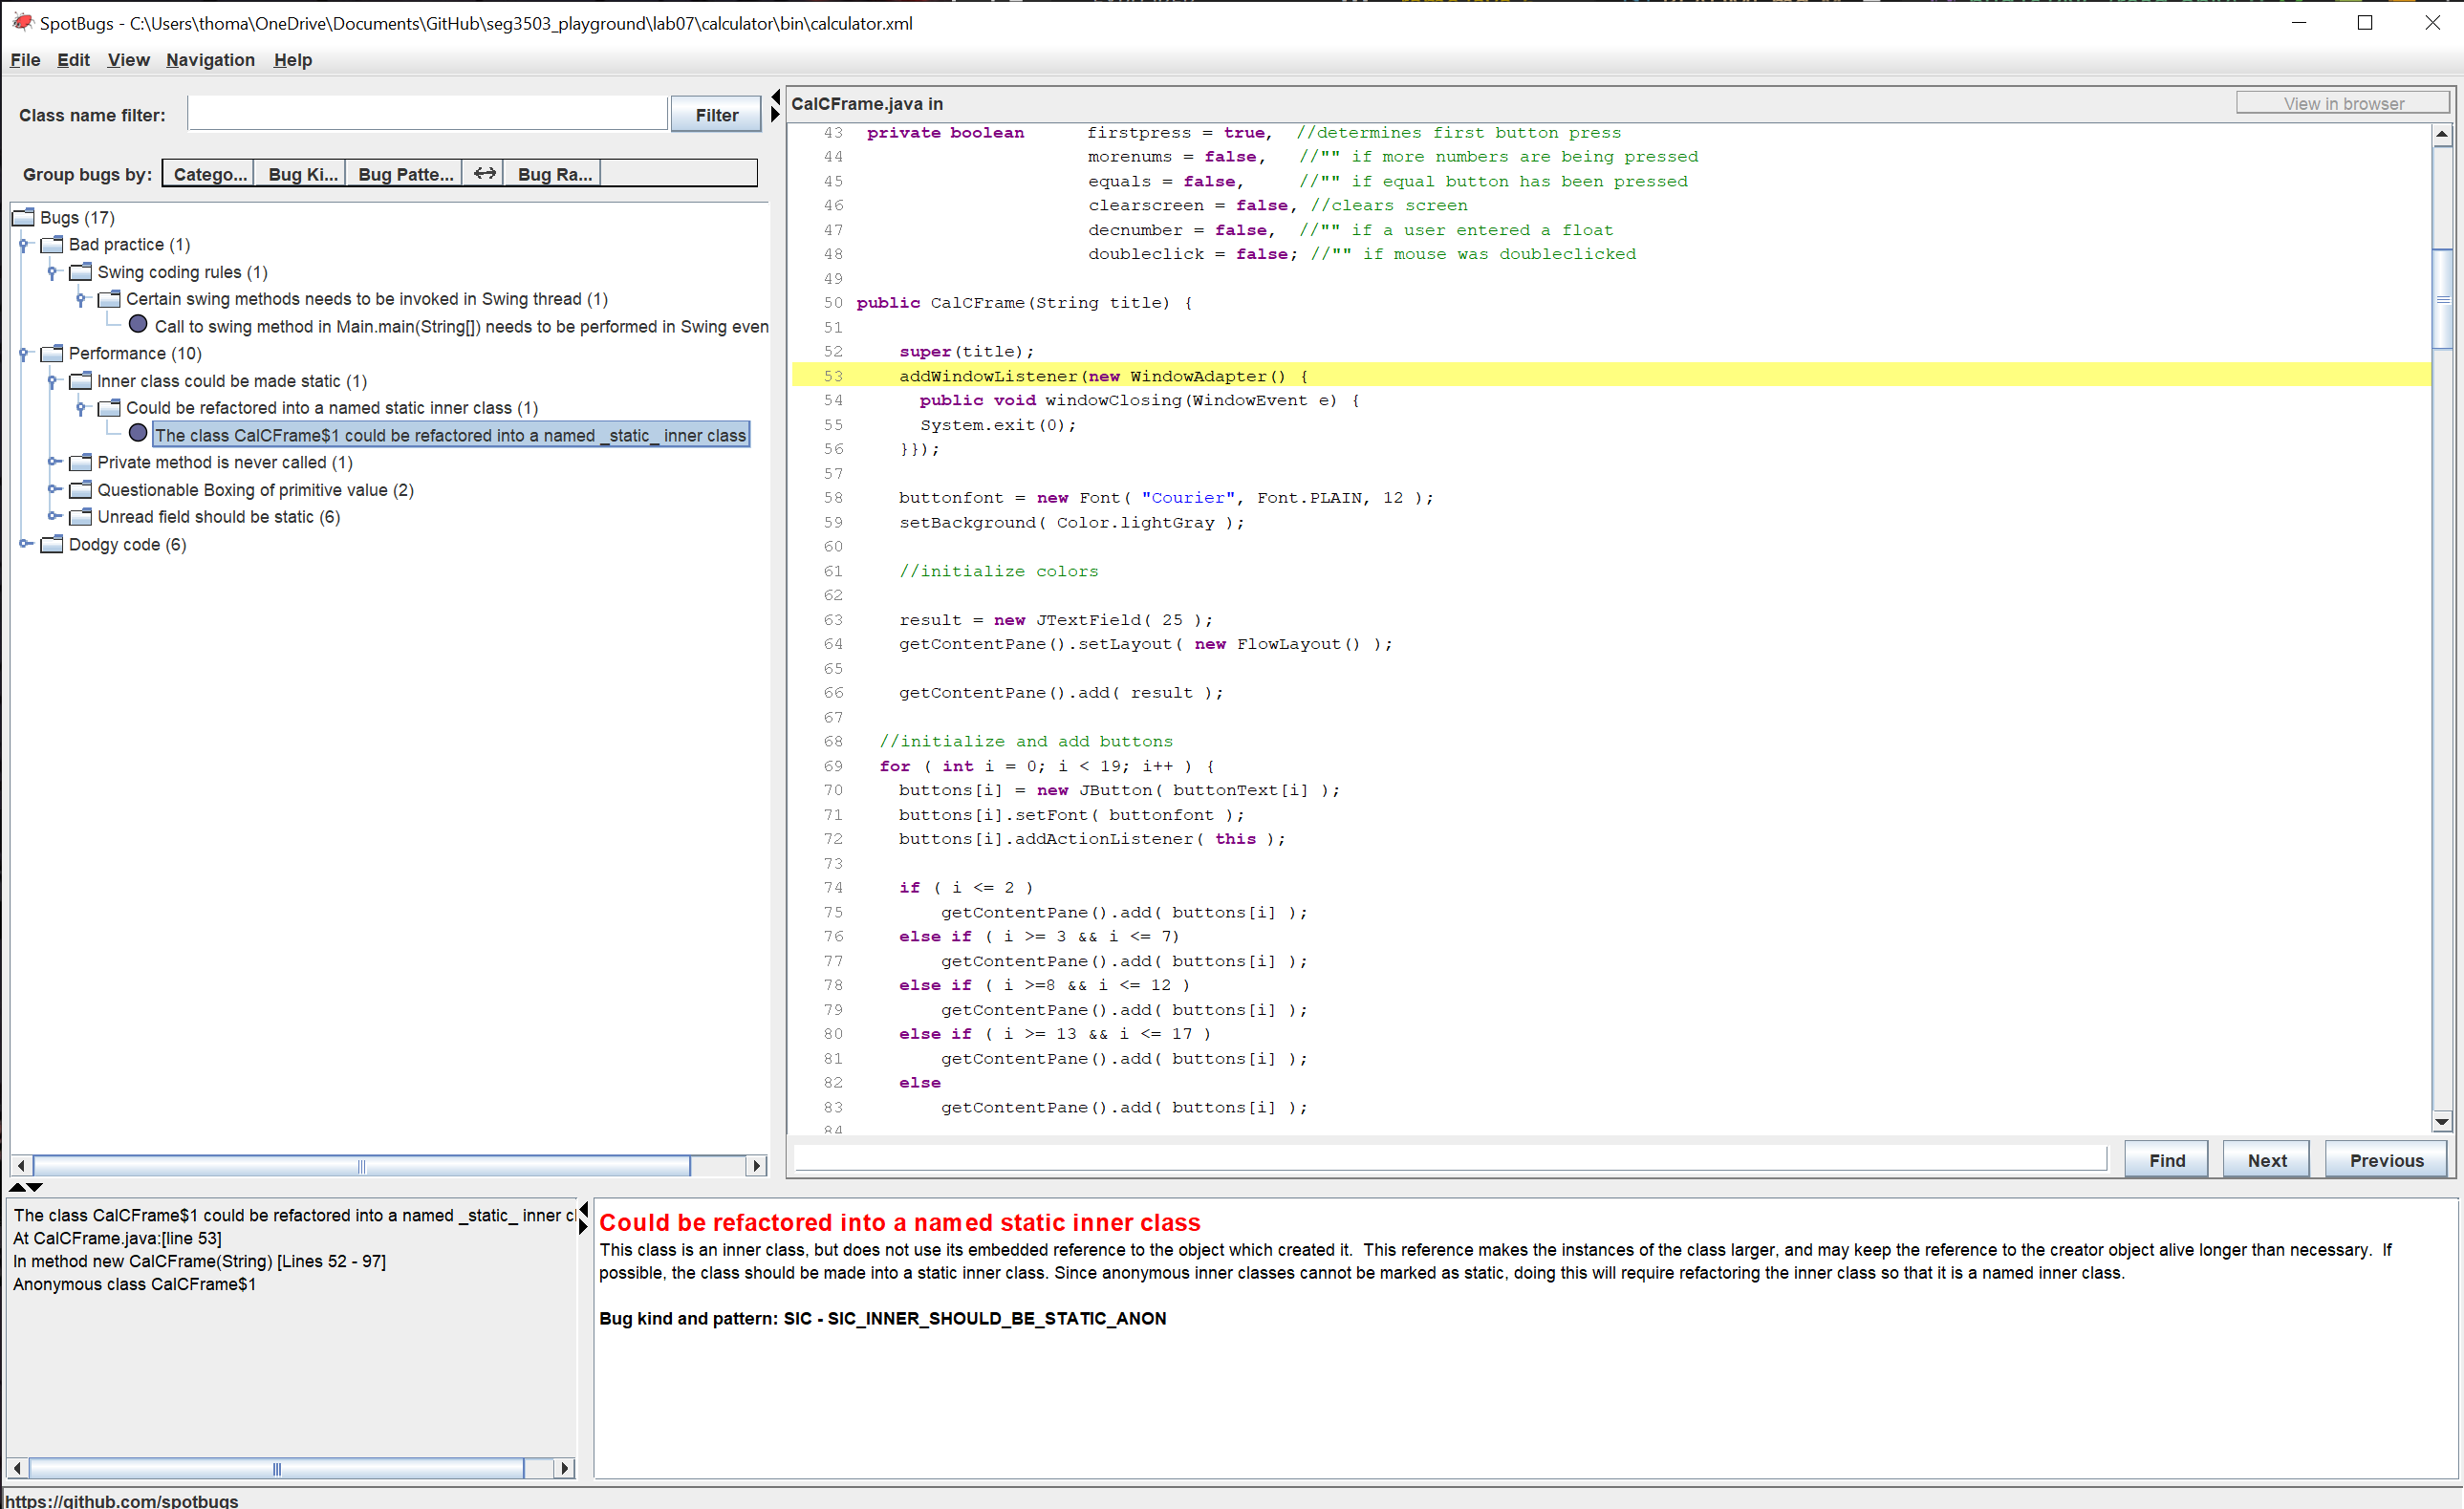 SpotBugs - C:\Users\thoma\OneDrive\Documents\GitHub\seg3503_playground\lab07\calculator\bin\calculator.xml
File Edit View Navigation Help
Class name filter:
Filter
Group bugs by: Catego... Bug Ki... Bug Patte... <-> Bug Ra...
Bugs (17)
Bad practice (1)
Swing coding rules (1)
Certain swing methods needs to be invoked in Swing thread (1)
Call to swing method in Main.main(String[]) needs to be performed in Swing even
Performance (10)
Inner class could be made static (1)
Could be refactored into a named static inner class (1)
The class CalCFrame$1 could be refactored into a named _static_ inner class
Private method is never called (1)
Questionable Boxing of primitive value (2)
Unread field should be static (6)
Dodgy code (6)
CalCFrame.java in
View in browser
43 private boolean firstpress = true, //determines first button press
44 morenums = false, //"" if more numbers are being pressed
45 equals = false, //"" if equal button has been pressed
46 clearscreen = false, //clears screen
47 decnumber = false, //"" if a user entered a float
48 doubleclick = false; //"" if mouse was doubleclicked
49
50 public CalCFrame(String title) {
51
52 super(title);
53 addWindowListener(new WindowAdapter() {
54 public void windowClosing(WindowEvent e) {
55 System.exit(0);
56 }});
57
58 buttonfont = new Font( "Courier", Font.PLAIN, 12 );
59 setBackground( Color.lightGray );
60
61 //initialize colors
62
63 result = new JTextField( 25 );
64 getContentPane().setLayout( new FlowLayout() );
65
66 getContentPane().add( result );
67
68 //initialize and add buttons
69 for ( int i = 0; i < 19; i++ ) {
70 buttons[i] = new JButton( buttonText[i] );
71 buttons[i].setFont( buttonfont );
72 buttons[i].addActionListener( this );
73
74 if ( i <= 2 )
75 getContentPane().add( buttons[i] );
76 else if ( i >= 3 && i <= 7)
77 getContentPane().add( buttons[i] );
78 else if ( i >=8 && i <= 12 )
79 getContentPane().add( buttons[i] );
80 else if ( i >= 13 && i <= 17 )
81 getContentPane().add( buttons[i] );
82 else
83 getContentPane().add( buttons[i] );
84
Find Next Previous
The class CalCFrame$1 could be refactored into a named _static_ inner cl
At CalCFrame.java:[line 53]
In method new CalCFrame(String) [Lines 52 - 97]
Anonymous class CalCFrame$1
Could be refactored into a named static inner class
This class is an inner class, but does not use its embedded reference to the object which created it.  This reference makes the instances of the class larger, and may keep the reference to the creator object alive longer than necessary.  If
possible, the class should be made into a static inner class. Since anonymous inner classes cannot be marked as static, doing this will require refactoring the inner class so that it is a named inner class.
Bug kind and pattern: SIC - SIC_INNER_SHOULD_BE_STATIC_ANON
https://github.com/spotbugs